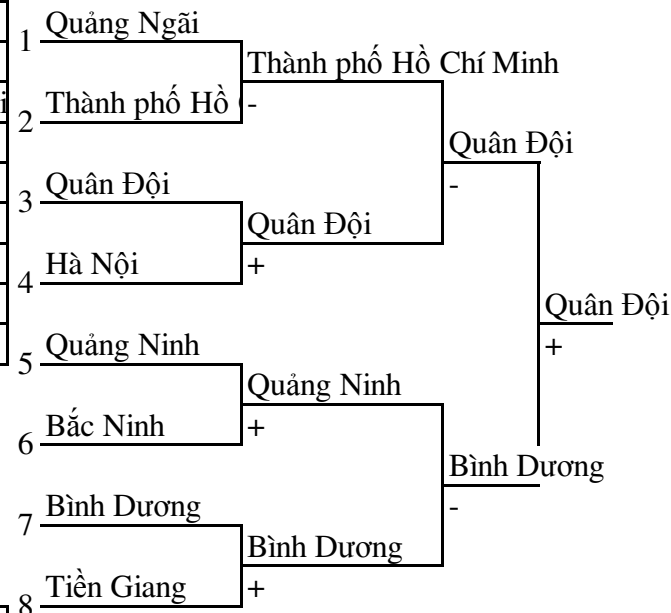 1 Quảng Ngãi
Thành phố Hồ Chí Minh
2 Thành phố Hồ
-
Quân Đội
-
3 Quân Đội
Quân Đội
4 Hà Nội
+
Quân Đội
+
5 Quảng Ninh
Quảng Ninh
6 Bắc Ninh
+
Bình Dương
-
7 Bình Dương
Bình Dương
8 Tiền Giang
+